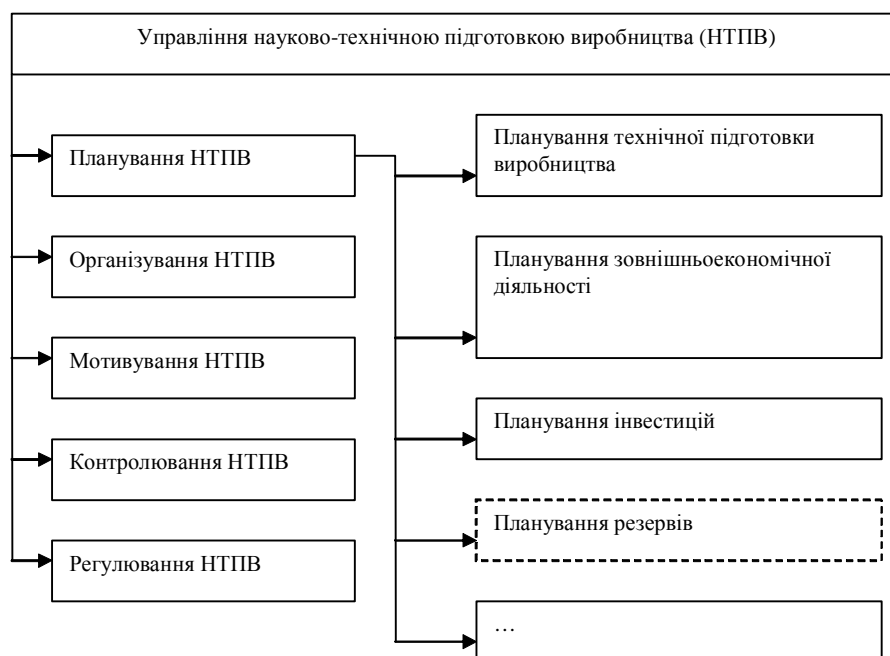 Управління науково-технічною підготовкою виробництва (НТПВ)
Планування НТПВ
Організування НТПВ
Мотивування НТПВ
Контролювання НТПВ
Регулювання НТПВ
Планування технічної підготовки
виробництва
Планування зовнішньоекономічної
діяльності
Планування інвестицій
Планування резервів
…